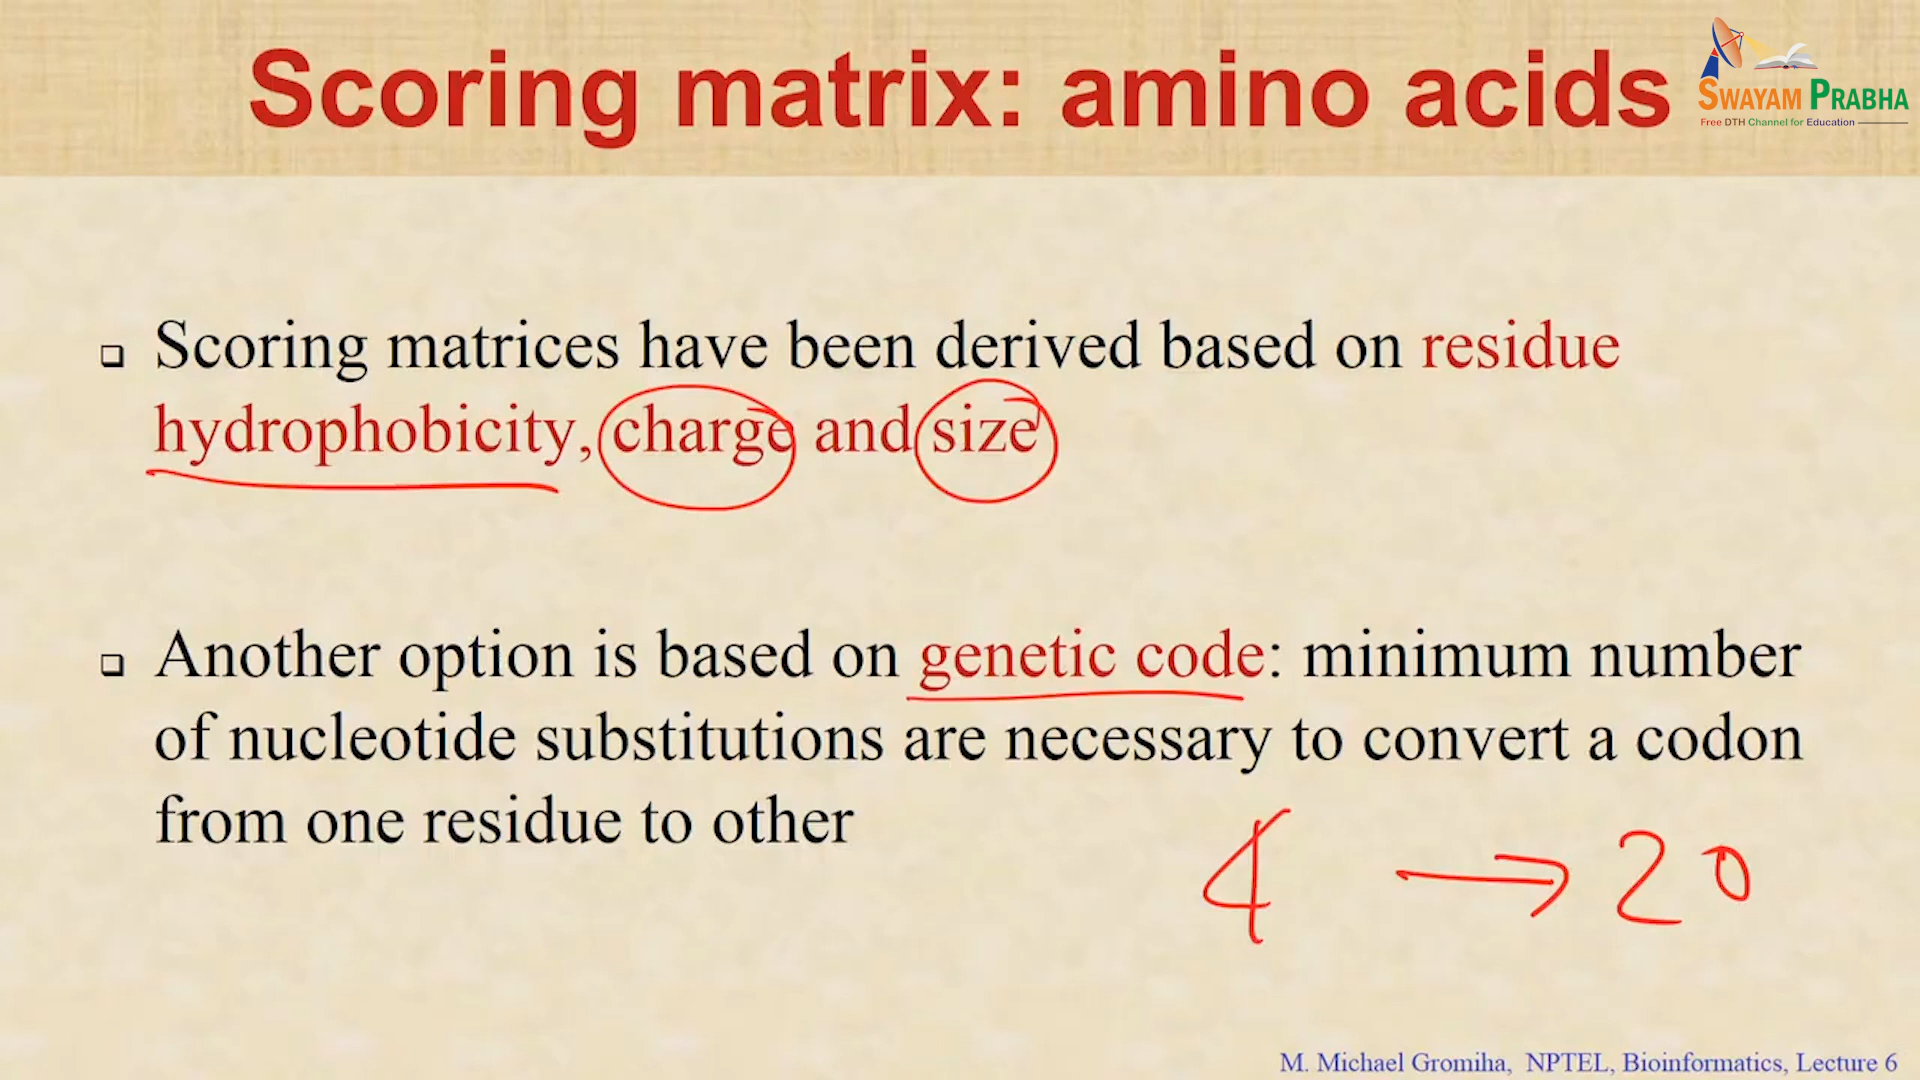 Scoring matrix: amino acids
SWAYAM PRABHA
Free DTH Channel for Education
❑ Scoring matrices have been derived based on residue
hydrophobicity, charge and size
❑ Another option is based on genetic code: minimum number
of nucleotide substitutions are necessary to convert a codon
from one residue to other
4 → 20
M. Michael Gromiha, NPTEL, Bioinformatics, Lecture 6